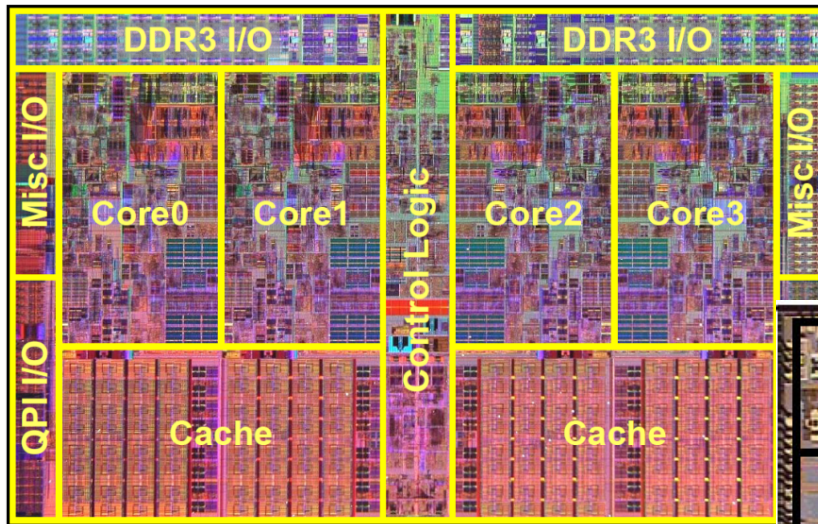 DDR3 I/O
DDR3 I/O
Misc I/O
Core0
Core1
Control Logic
Core2
Core3
Misc I/O
QPI I/O
Cache
Cache